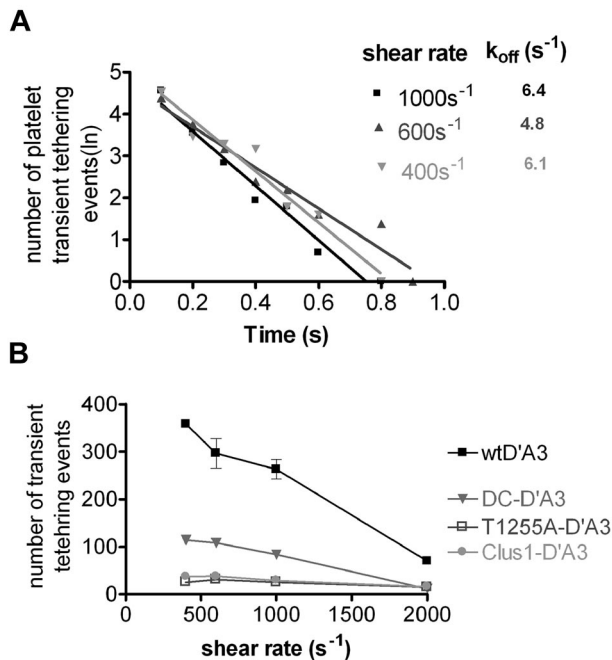 A
shear rate k_off (s⁻¹)
1000s⁻¹ 6.4
600s⁻¹ 4.8
400s⁻¹ 6.1
number of platelet
transient tethering
events(ln)
5
4
3
2
1
0
0.0 0.2 0.4 0.6 0.8 1.0
Time (s)
B
number of transient
tetehring events
400
300
200
100
0
0 500 1000 1500 2000
shear rate (s⁻¹)
wtD'A3
DC-D'A3
T1255A-D'A3
Clus1-D'A3